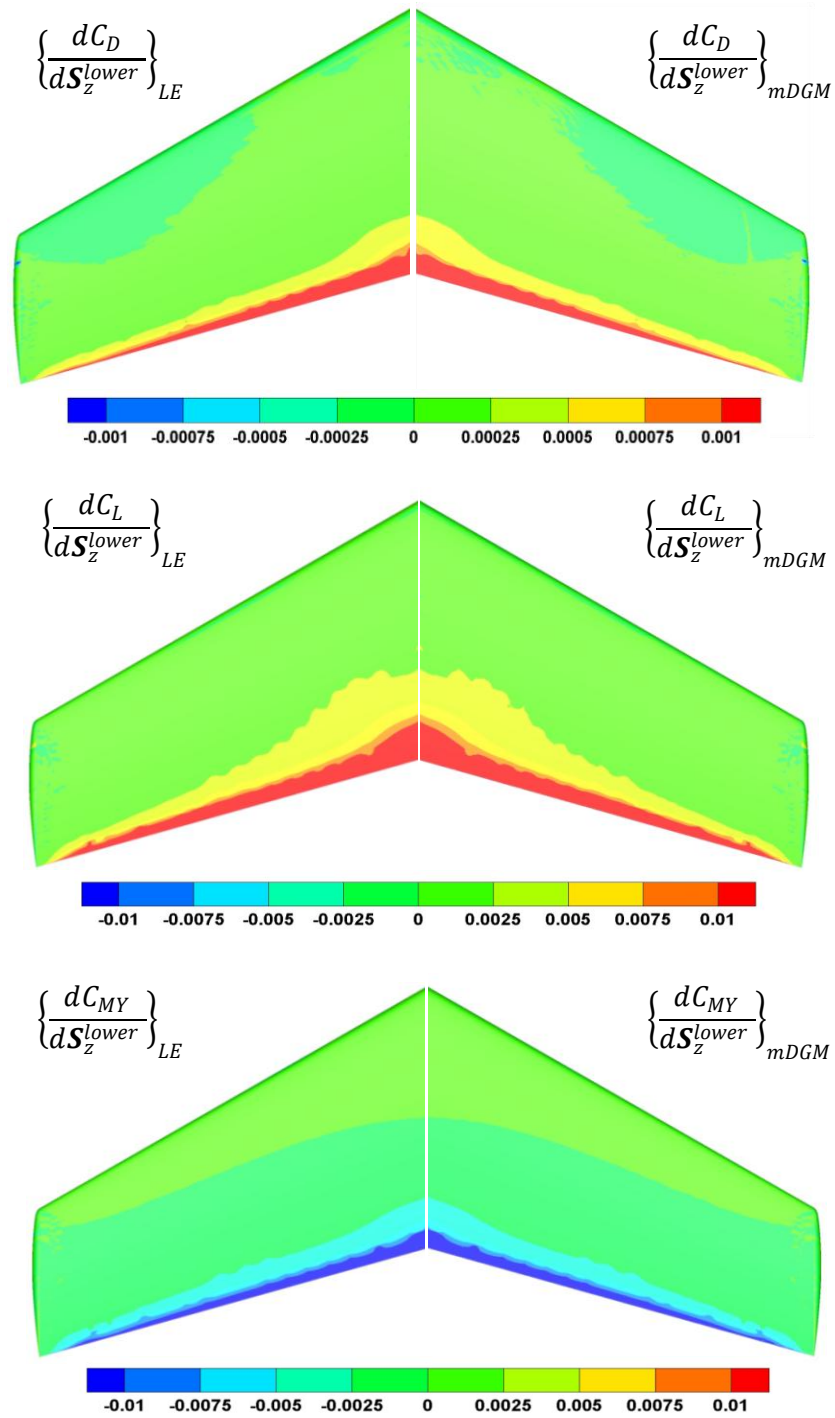 {dC_D / dS_z^lower}_LE {dC_D / dS_z^lower}_mDGM
-0.001 -0.00075 -0.0005 -0.00025 0 0.00025 0.0005 0.00075 0.001
{dC_L / dS_z^lower}_LE {dC_L / dS_z^lower}_mDGM
-0.01 -0.0075 -0.005 -0.0025 0 0.0025 0.005 0.0075 0.01
{dC_MY / dS_z^lower}_LE {dC_MY / dS_z^lower}_mDGM
-0.01 -0.0075 -0.005 -0.0025 0 0.0025 0.005 0.0075 0.01